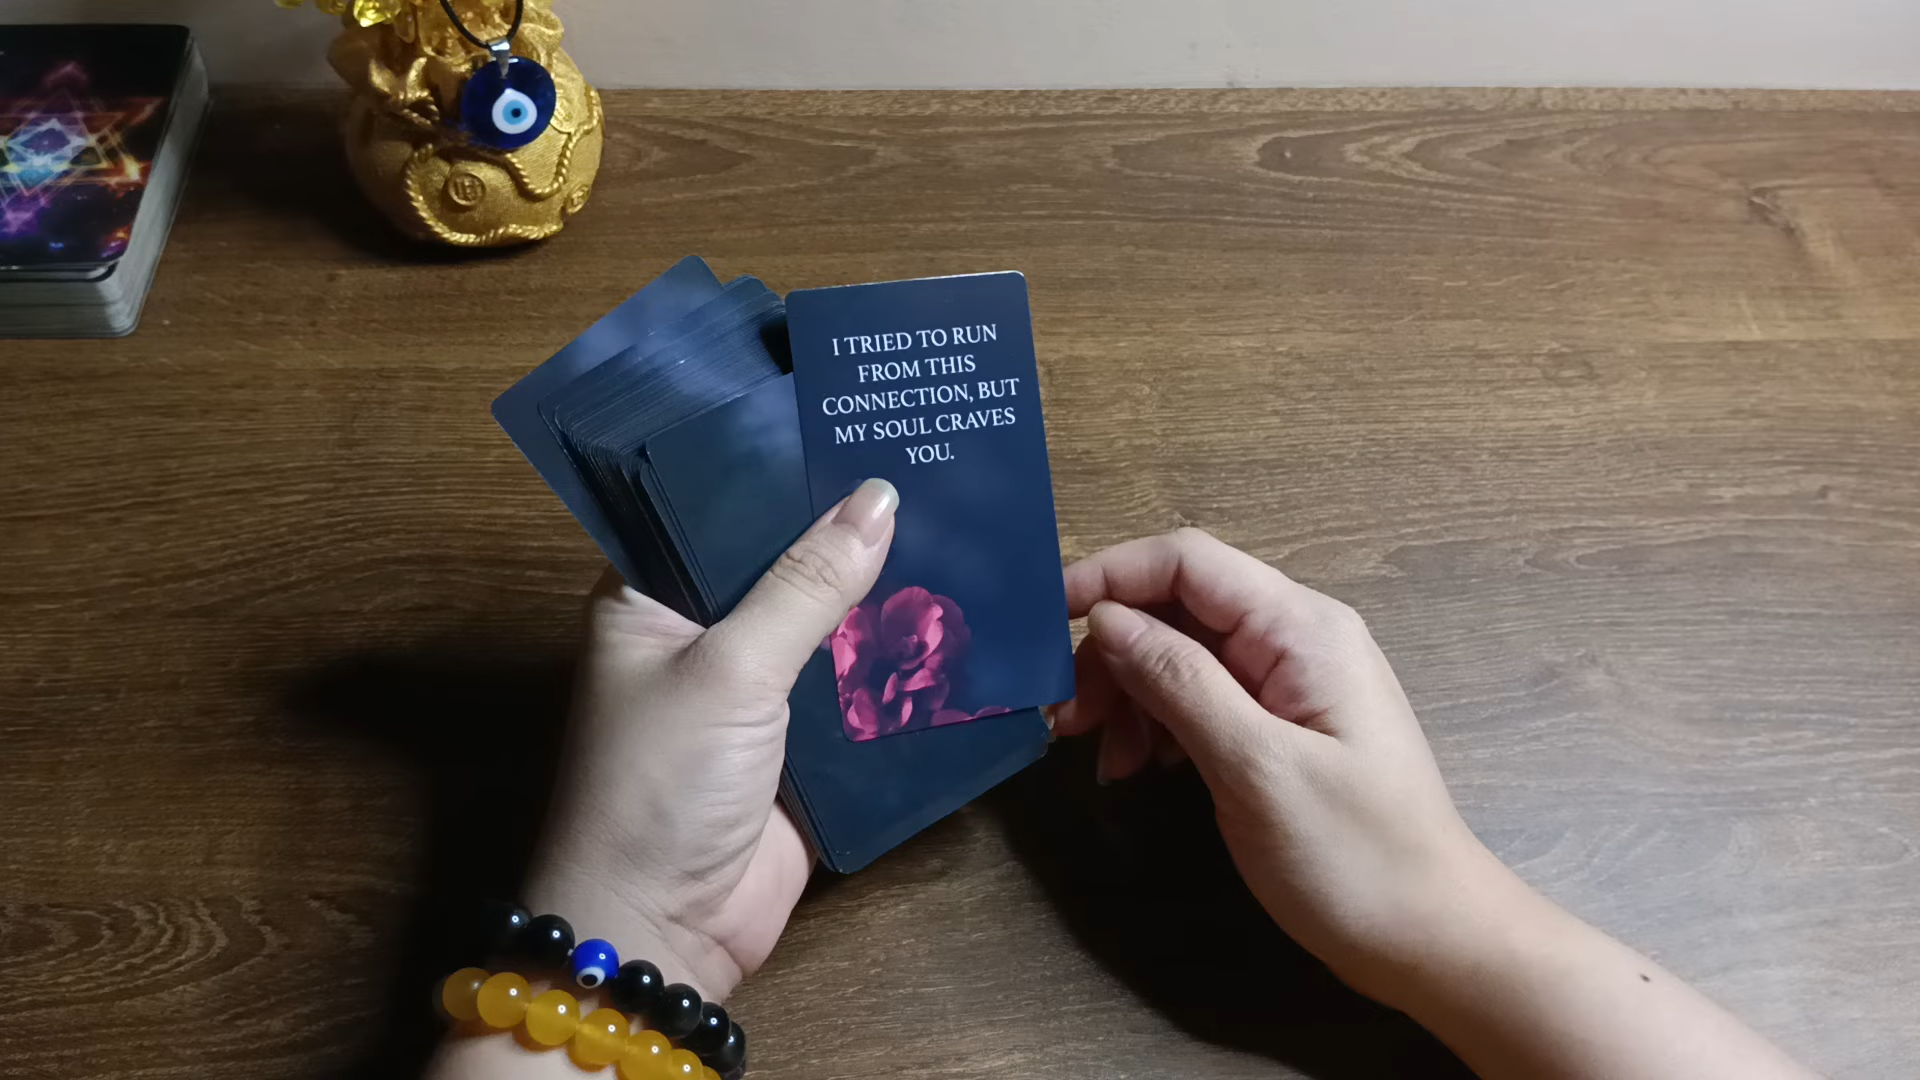 I TRIED TO RUN
FROM THIS
CONNECTION, BUT
MY SOUL CRAVES
YOU.